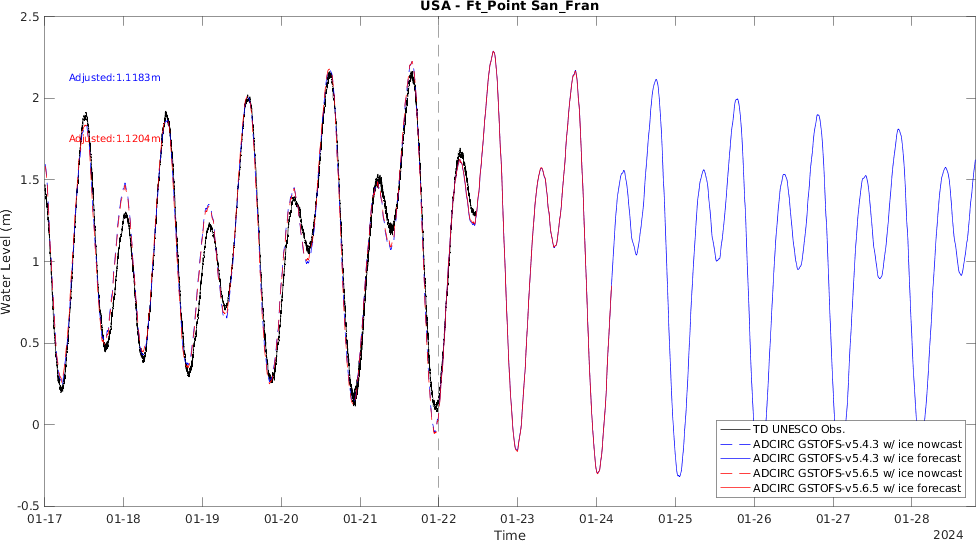 USA - Ft_Point San_Fran
2.5
2
1.5
1
0.5
0
-0.5
Water Level (m)
Adjusted:1.1183m
Adjusted:1.1204m
TD UNESCO Obs.
ADCIRC GSTOFS-v5.4.3 w/ ice nowcast
ADCIRC GSTOFS-v5.4.3 w/ ice forecast
ADCIRC GSTOFS-v5.6.5 w/ ice nowcast
ADCIRC GSTOFS-v5.6.5 w/ ice forecast
01-17 01-18 01-19 01-20 01-21 01-22 01-23 01-24 01-25 01-26 01-27 01-28
Time
2024